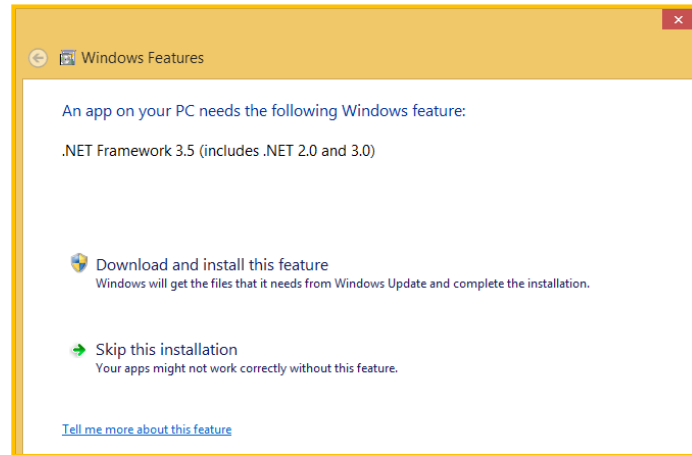 Windows Features
An app on your PC needs the following Windows feature:
.NET Framework 3.5 (includes .NET 2.0 and 3.0)
Download and install this feature
Windows will get the files that it needs from Windows Update and complete the installation.
Skip this installation
Your apps might not work correctly without this feature.
Tell me more about this feature